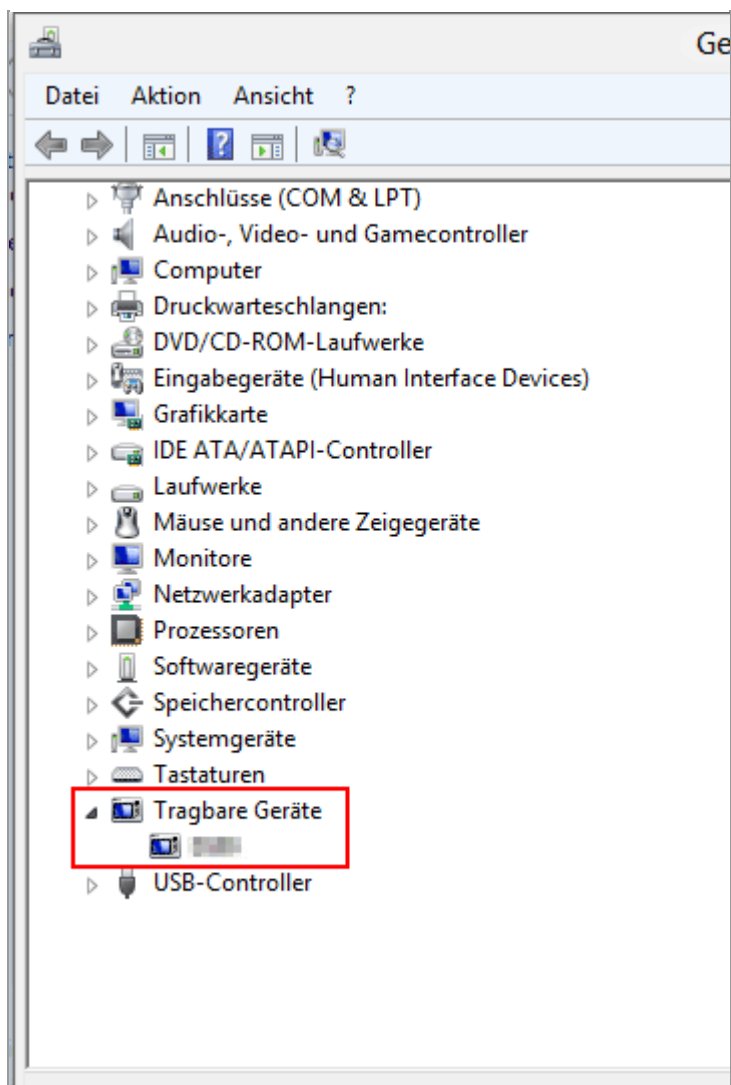 Ge
Datei Aktion Ansicht ?
Anschlüsse (COM & LPT)
Audio-, Video- und Gamecontroller
Computer
Druckwarteschlangen:
DVD/CD-ROM-Laufwerke
Eingabegeräte (Human Interface Devices)
Grafikkarte
IDE ATA/ATAPI-Controller
Laufwerke
Mäuse und andere Zeigegeräte
Monitore
Netzwerkadapter
Prozessoren
Softwaregeräte
Speichercontroller
Systemgeräte
Tastaturen
Tragbare Geräte
USB-Controller